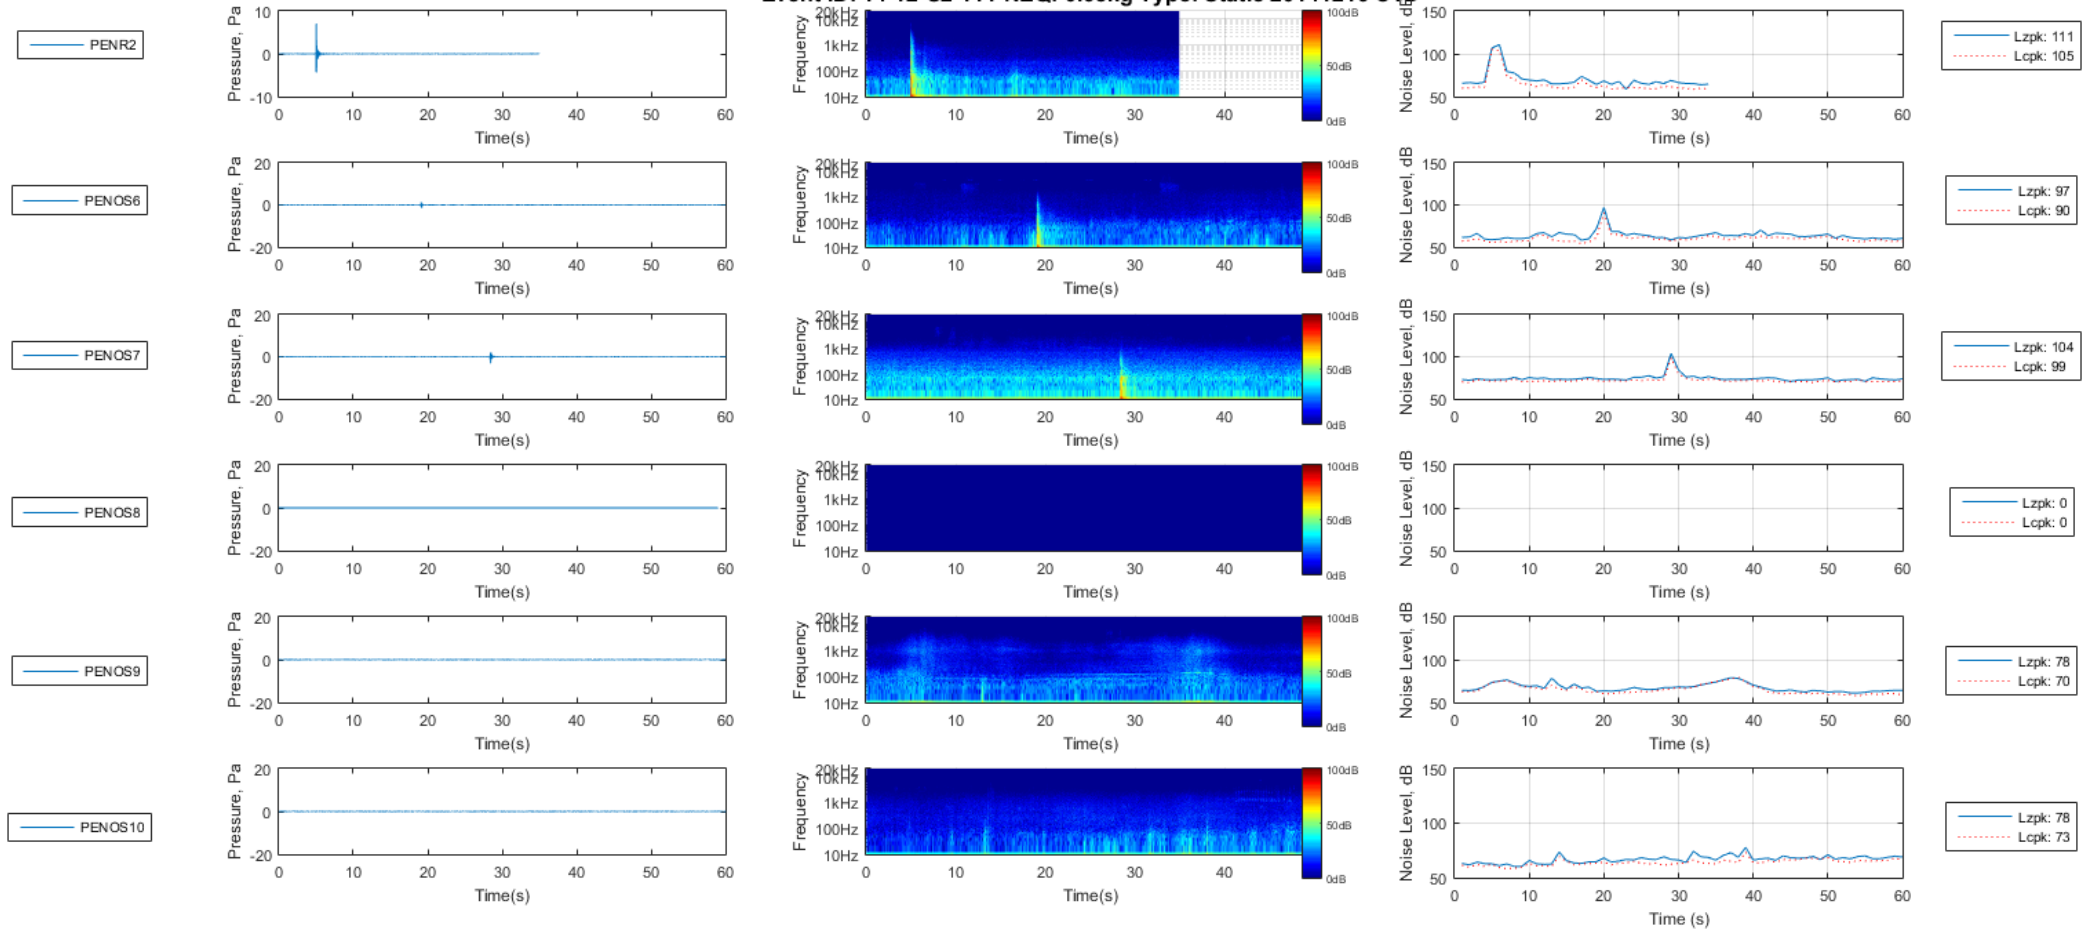 PENR2
Pressure, Pa
10
0
-10
0 10 20 30 40 50 60
Time(s)
Frequency
20kHz
10kHz
1kHz
100Hz
10Hz
0 10 20 30 40
Time(s)
100dB
50dB
0dB
Noise Level, dB
150
100
50
0 10 20 30 40 50 60
Time (s)
Lzpk: 111
Lcpk: 105
PENOS6
Pressure, Pa
20
0
-20
0 10 20 30 40 50 60
Time(s)
Frequency
20kHz
10kHz
1kHz
100Hz
10Hz
0 10 20 30 40
Time(s)
100dB
50dB
0dB
Noise Level, dB
150
100
50
0 10 20 30 40 50 60
Time (s)
Lzpk: 97
Lcpk: 90
PENOS7
Pressure, Pa
20
0
-20
0 10 20 30 40 50 60
Time(s)
Frequency
20kHz
10kHz
1kHz
100Hz
10Hz
0 10 20 30 40
Time(s)
100dB
50dB
0dB
Noise Level, dB
150
100
50
0 10 20 30 40 50 60
Time (s)
Lzpk: 104
Lcpk: 99
PENOS8
Pressure, Pa
20
0
-20
0 10 20 30 40 50 60
Time(s)
Frequency
20kHz
10kHz
1kHz
100Hz
10Hz
0 10 20 30 40
Time(s)
100dB
50dB
0dB
Noise Level, dB
150
100
50
0 10 20 30 40 50 60
Time (s)
Lzpk: 0
Lcpk: 0
PENOS9
Pressure, Pa
20
0
-20
0 10 20 30 40 50 60
Time(s)
Frequency
20kHz
10kHz
1kHz
100Hz
10Hz
0 10 20 30 40
Time(s)
100dB
50dB
0dB
Noise Level, dB
150
100
50
0 10 20 30 40 50 60
Time (s)
Lzpk: 78
Lcpk: 70
PENOS10
Pressure, Pa
20
0
-20
0 10 20 30 40 50 60
Time(s)
Frequency
20kHz
10kHz
1kHz
100Hz
10Hz
0 10 20 30 40
Time(s)
100dB
50dB
0dB
Noise Level, dB
150
100
50
0 10 20 30 40 50 60
Time (s)
Lzpk: 78
Lcpk: 73